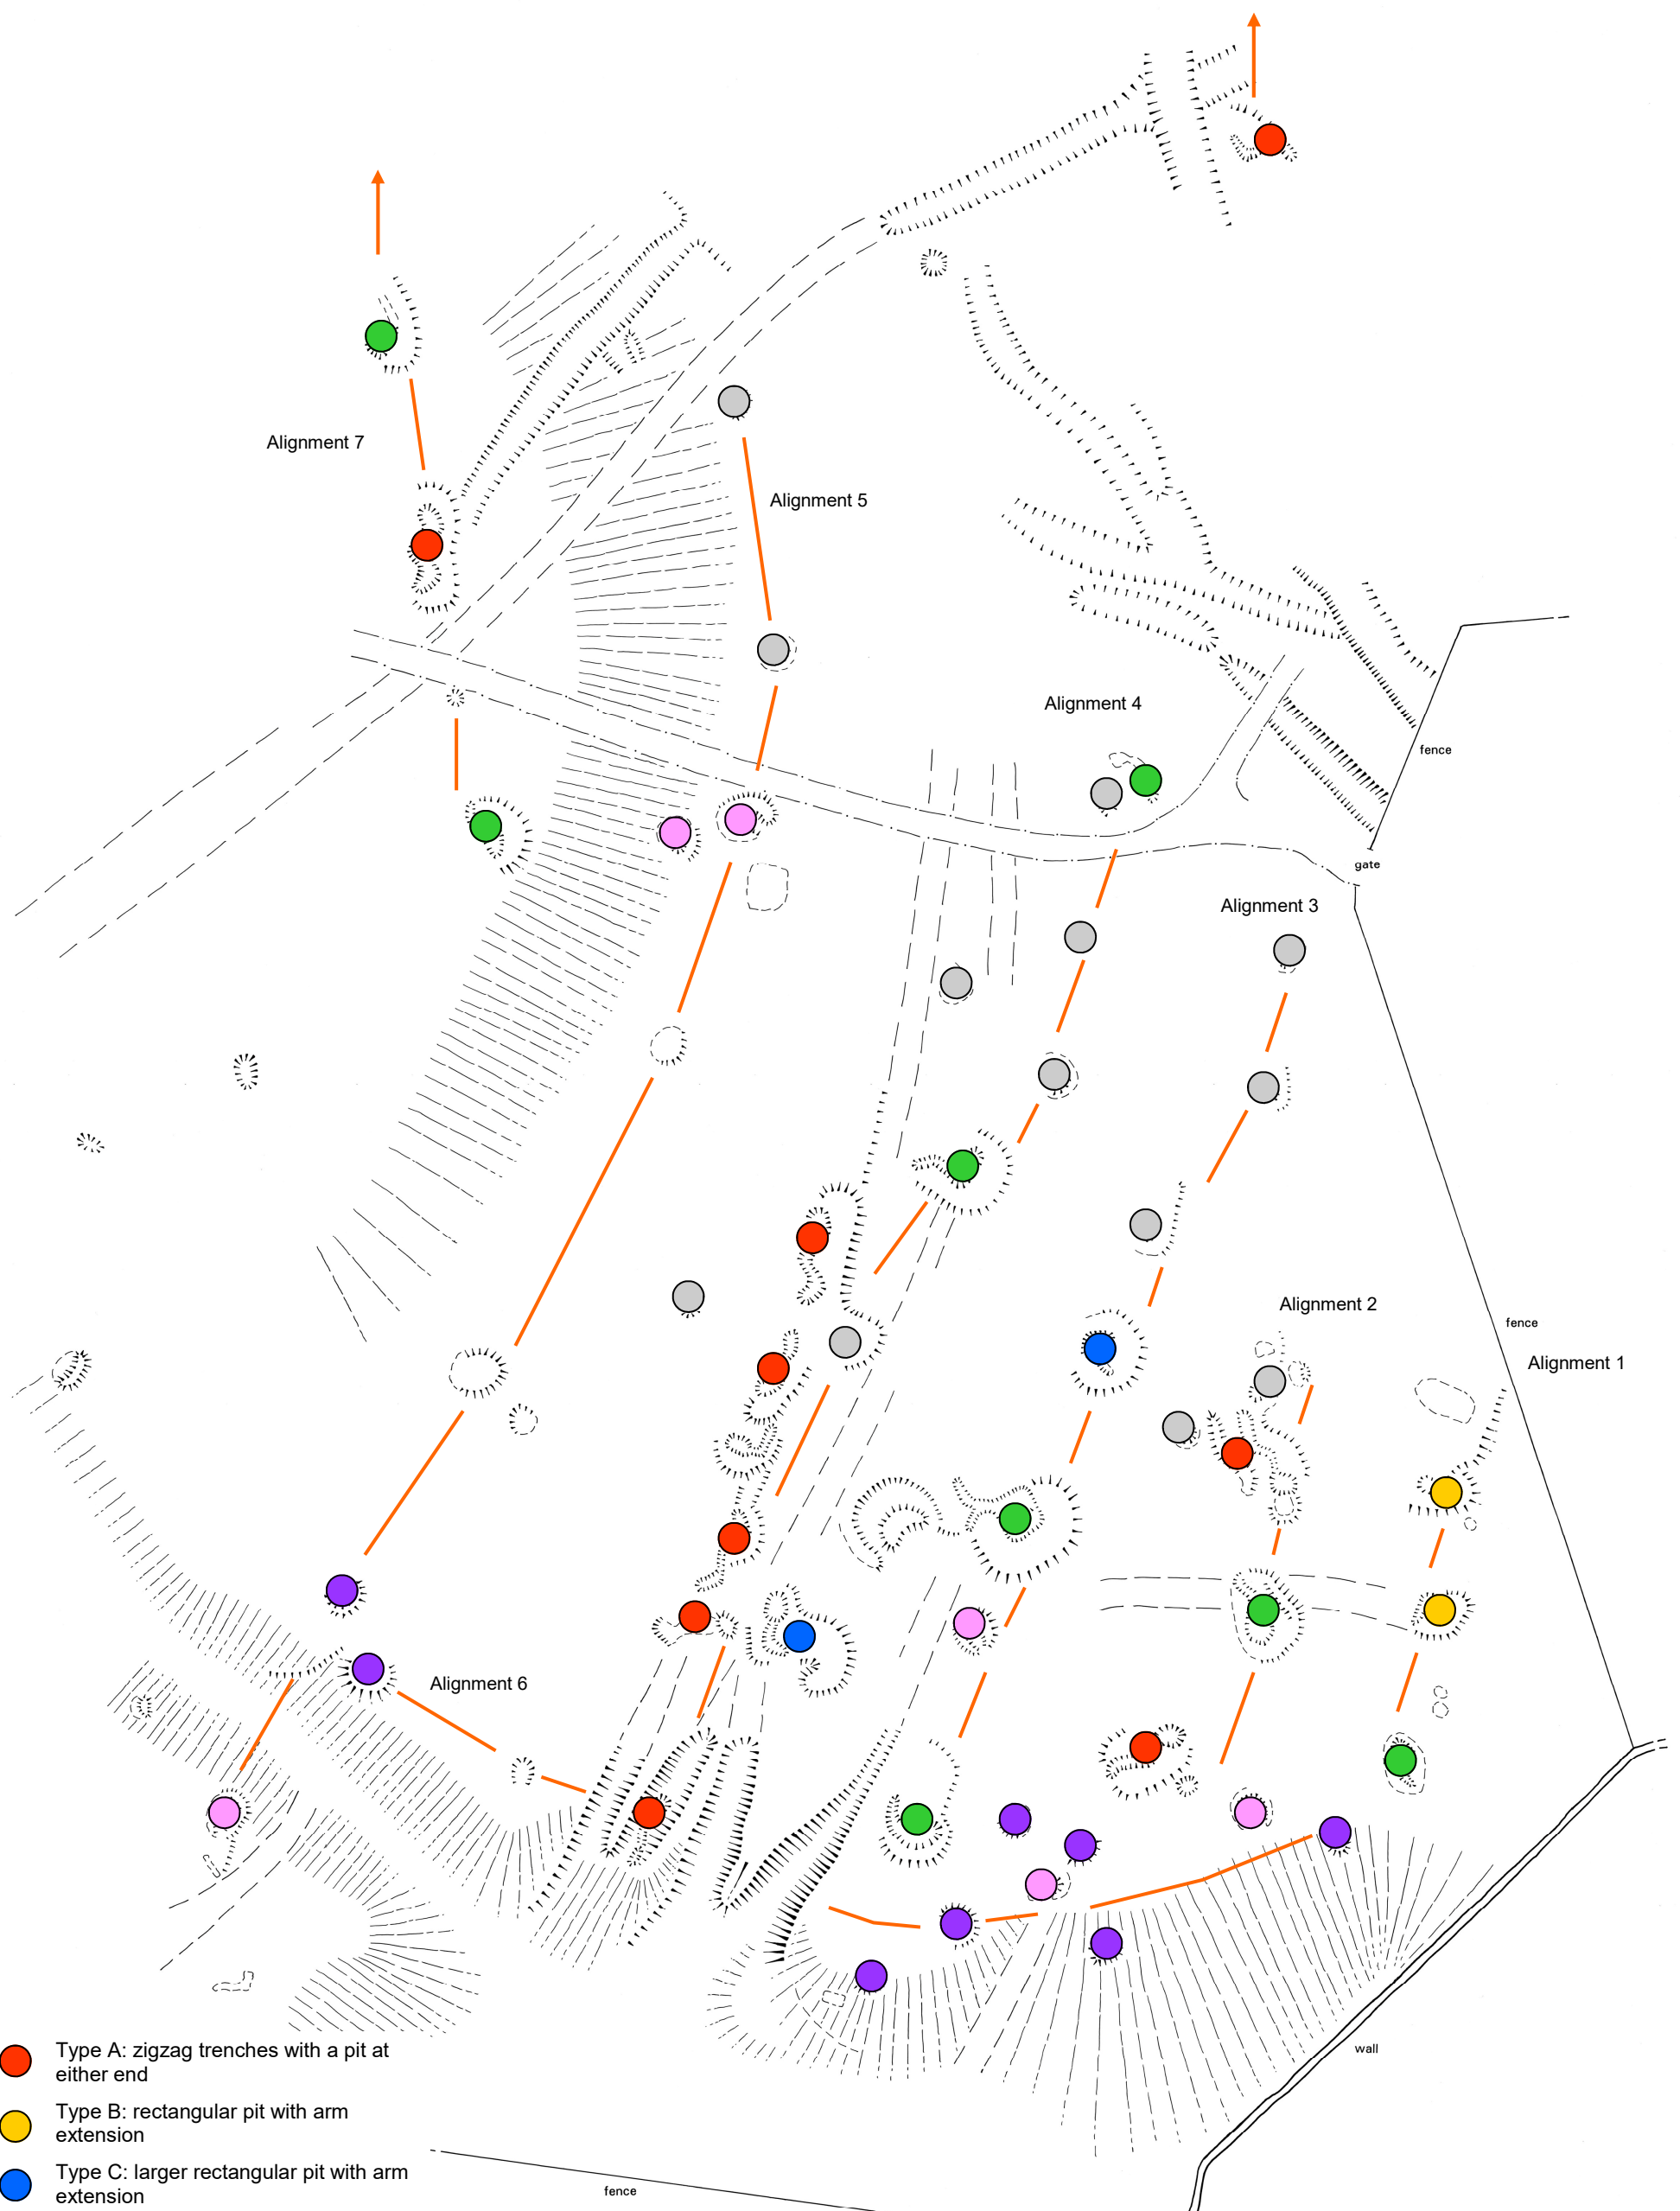 Alignment 7
Alignment 5
Alignment 4
fence
gate
Alignment 3
Alignment 2
fence
Alignment 1
Alignment 6
Type A: zigzag trenches with a pit at
either end
Type B: rectangular pit with arm
extension
Type C: larger rectangular pit with arm
extension
wall
fence